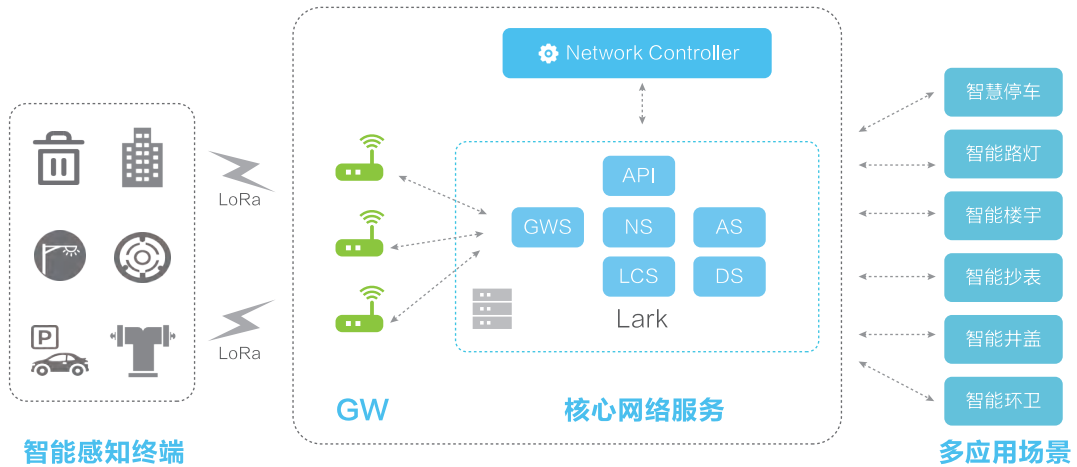 Network Controller
API
GWS
NS
AS
LCS
DS
Lark
LoRa
LoRa
P
GW
核心网络服务
智能感知终端
智慧停车
智能路灯
智能楼宇
智能抄表
智能井盖
智能环卫
多应用场景